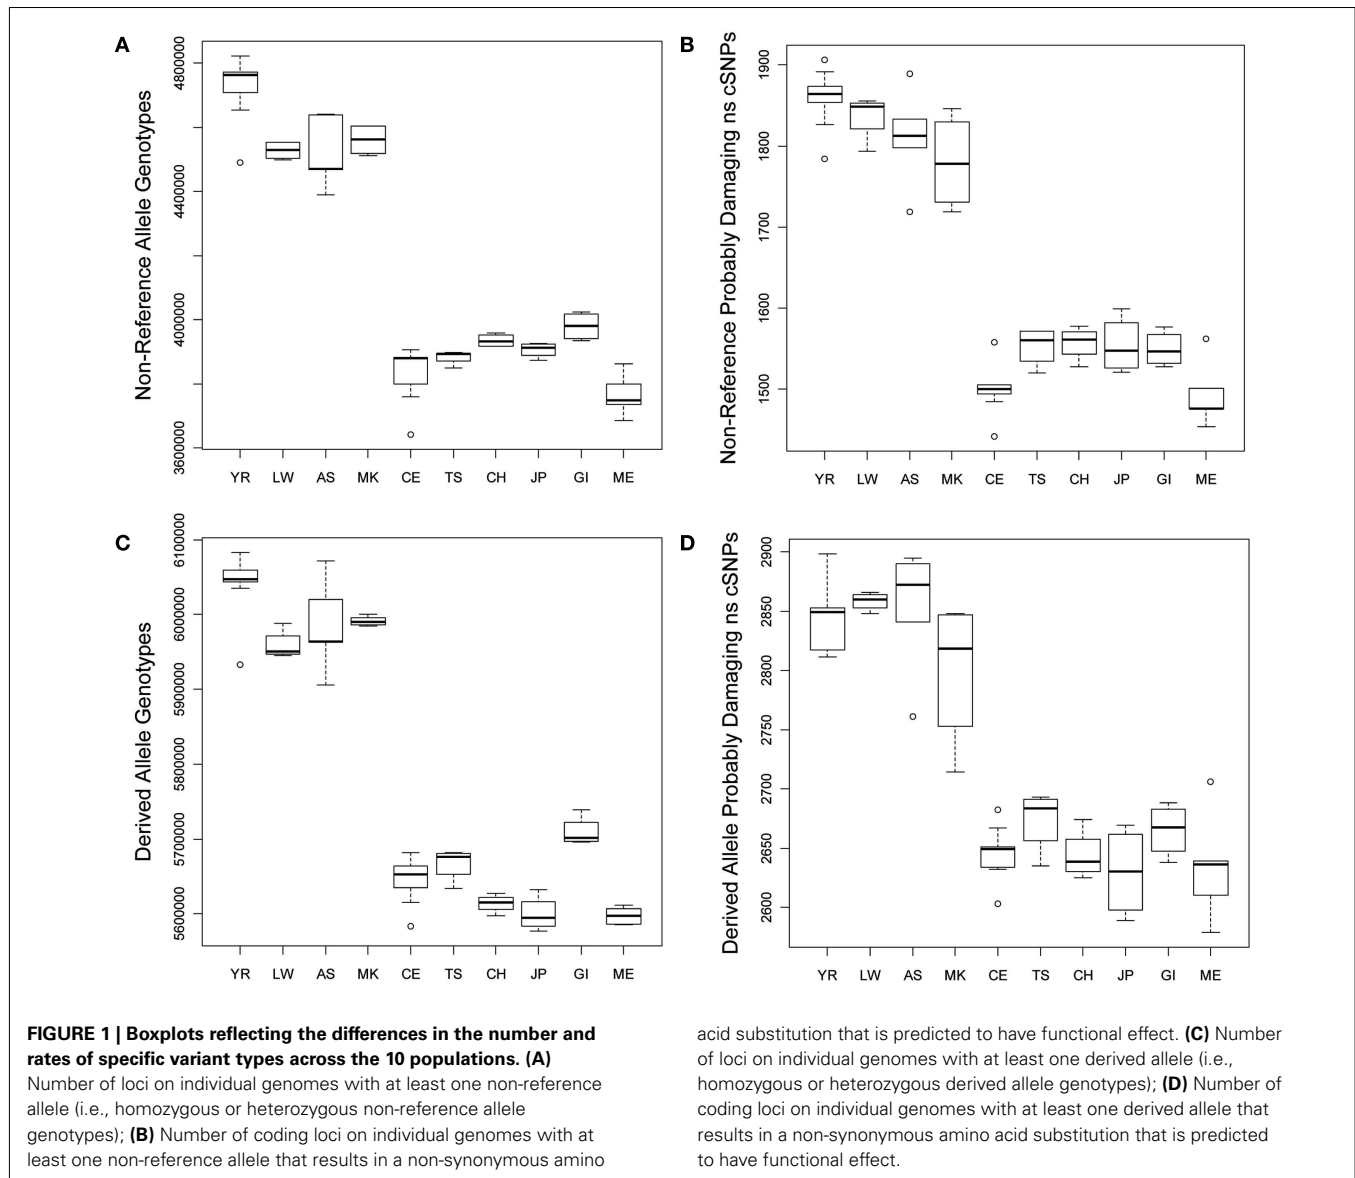 A
Non-Reference Allele Genotypes
4800000
4400000
4000000
3600000
YR LW AS MK CE TS CH JP GI ME
B
Non-Reference Probably Damaging ns cSNPs
1900
1800
1700
1600
1500
YR LW AS MK CE TS CH JP GI ME
C
Derived Allele Genotypes
6100000
6000000
5900000
5800000
5700000
5600000
YR LW AS MK CE TS CH JP GI ME
D
Derived Allele Probably Damaging ns cSNPs
2900
2850
2800
2750
2700
2650
2600
YR LW AS MK CE TS CH JP GI ME
FIGURE 1 | Boxplots reflecting the differences in the number and
rates of specific variant types across the 10 populations. (A)
Number of loci on individual genomes with at least one non-reference
allele (i.e., homozygous or heterozygous non-reference allele
genotypes); (B) Number of coding loci on individual genomes with at
least one non-reference allele that results in a non-synonymous amino
acid substitution that is predicted to have functional effect. (C) Number
of loci on individual genomes with at least one derived allele (i.e.,
homozygous or heterozygous derived allele genotypes); (D) Number of
coding loci on individual genomes with at least one derived allele that
results in a non-synonymous amino acid substitution that is predicted
to have functional effect.